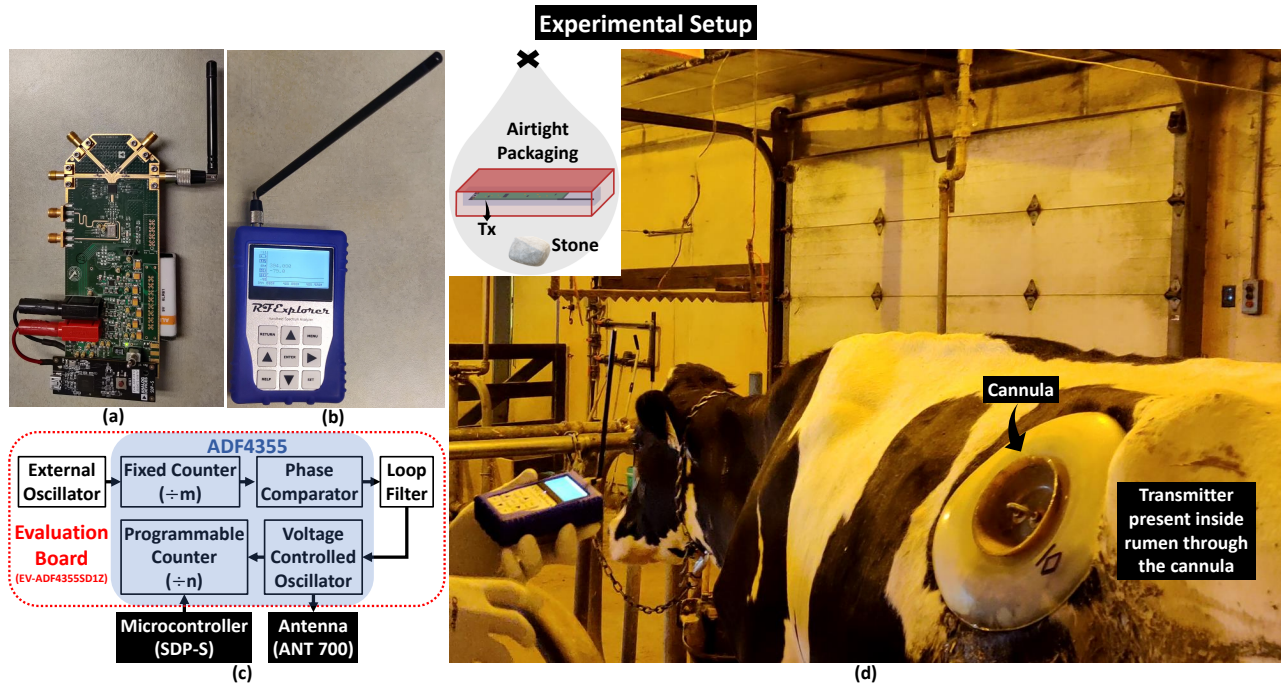 Experimental Setup
Airtight
Packaging
Tx
Stone
RF Explorer
RETURN
MENU
ENTER
HELP
SET
(a)
(b)
ADF4355
External
Oscillator
Fixed Counter
(÷m)
Phase
Comparator
Loop
Filter
Evaluation
Board
(EV-ADF4355SD1Z)
Programmable
Counter
(÷n)
Voltage
Controlled
Oscillator
Microcontroller
(SDP-S)
Antenna
(ANT 700)
(c)
Cannula
Transmitter
present inside
rumen through
the cannula
(d)